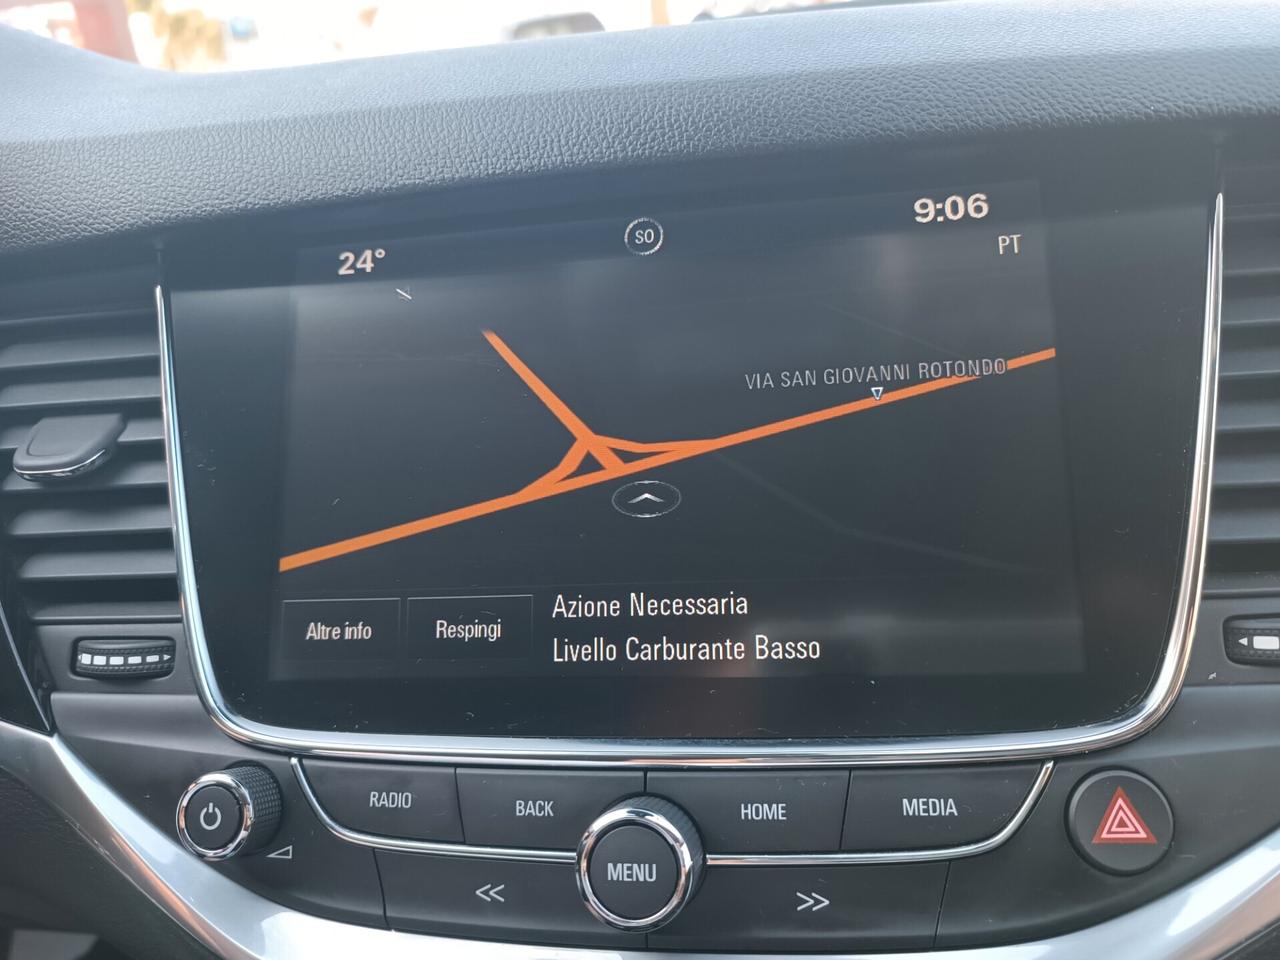 24°
SO
9:06
PT
VIA SAN GIOVANNI ROTONDO
Altre info
Respingi
Azione Necessaria
Livello Carburante Basso
RADIO
BACK
HOME
MEDIA
MENU